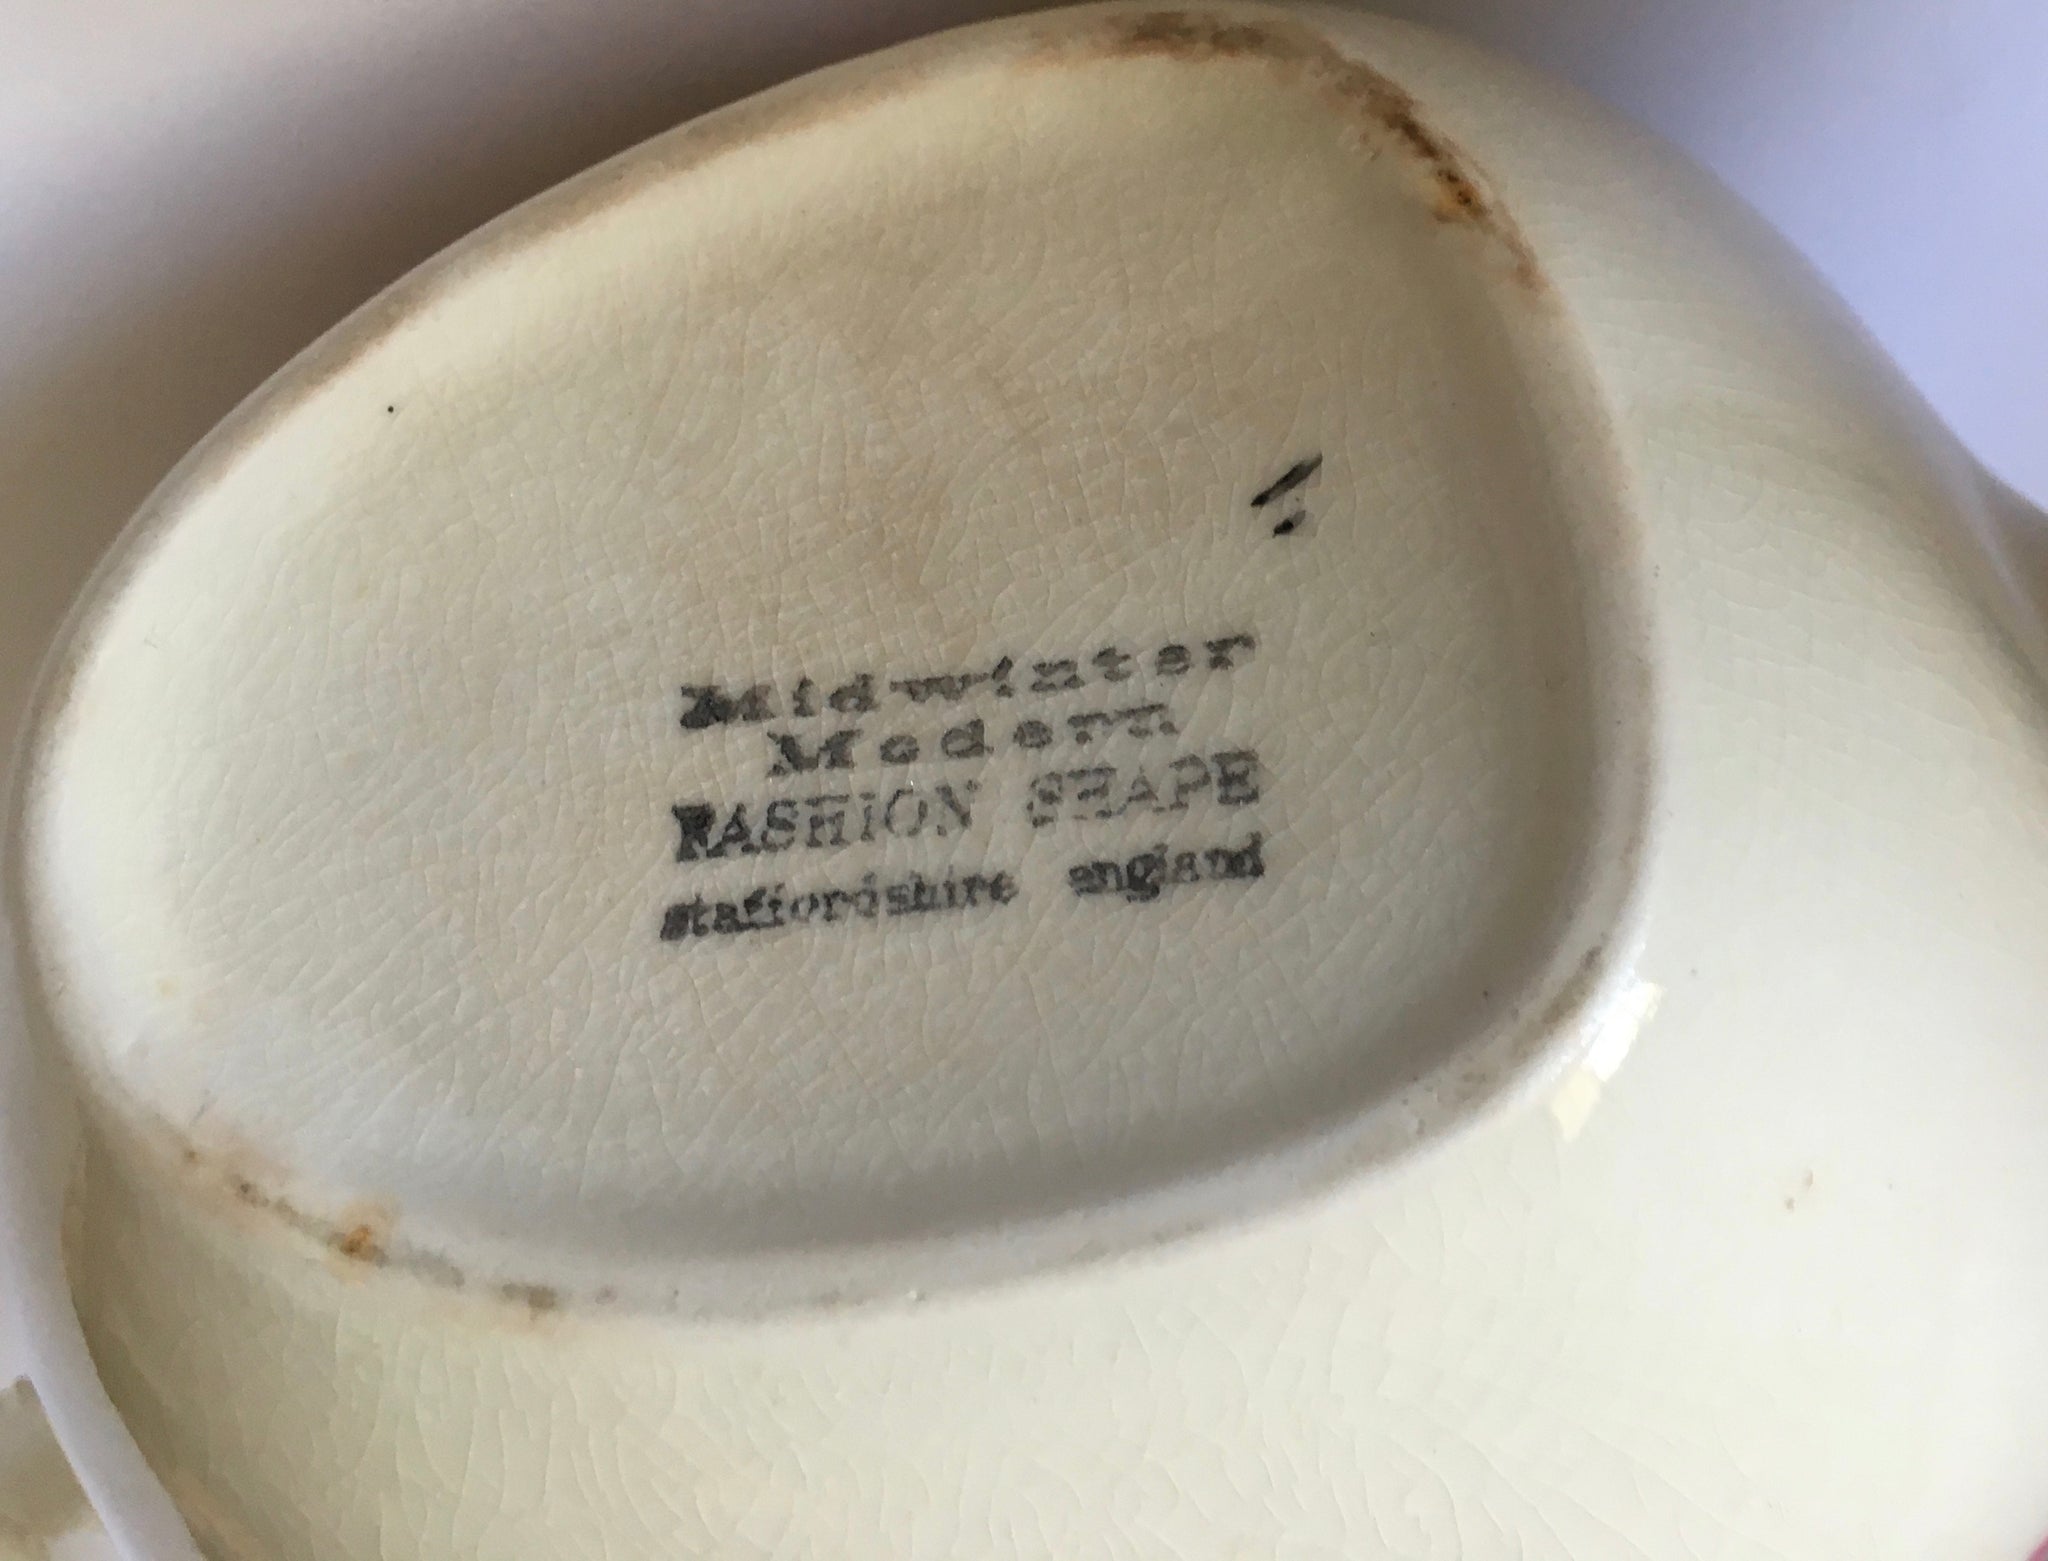 Midwinter
Modern
FASHION SHAPE
staffordshire england